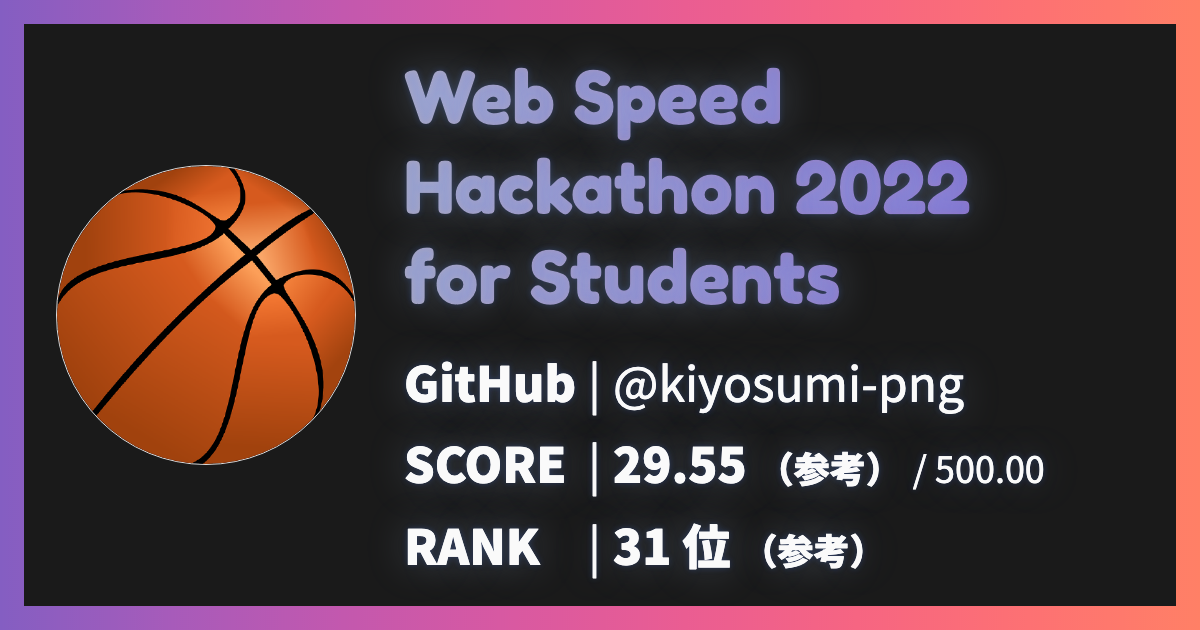 Web Speed
Hackathon 2022
for Students
GitHub | @kiyosumi-png
SCORE | 29.55 （参考） / 500.00
RANK | 31 位 （参考）